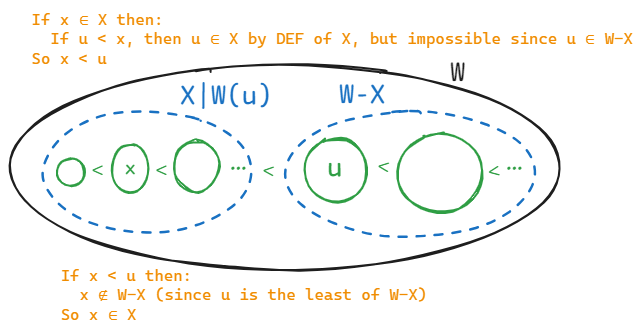 If x ∈ X then:
If u < x, then u ∈ X by DEF of X, but impossible since u ∈ W-X
So x < u
W
X|W(u) W-X
< x < ... < u < < ...
If x < u then:
x ∉ W-X (since u is the least of W-X)
So x ∈ X